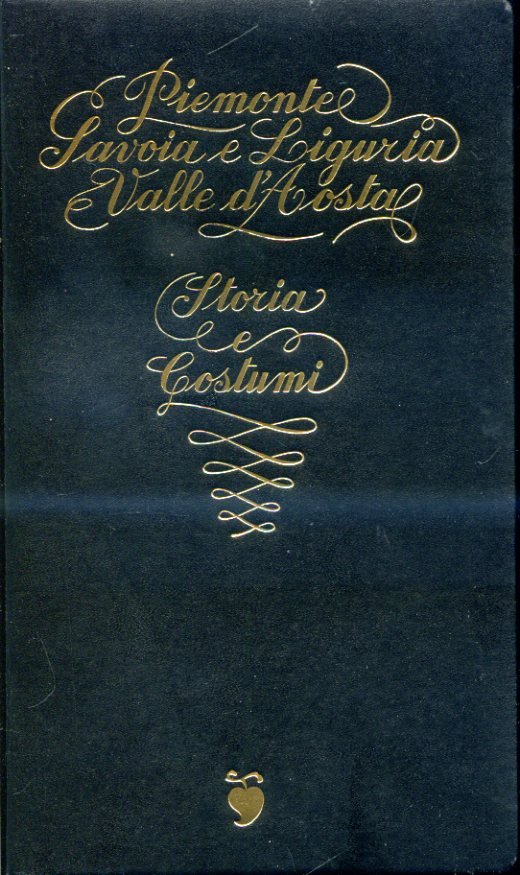 Piemonte
Savoia e Liguria
Valle d'Aosta
Storia
e
Costumi